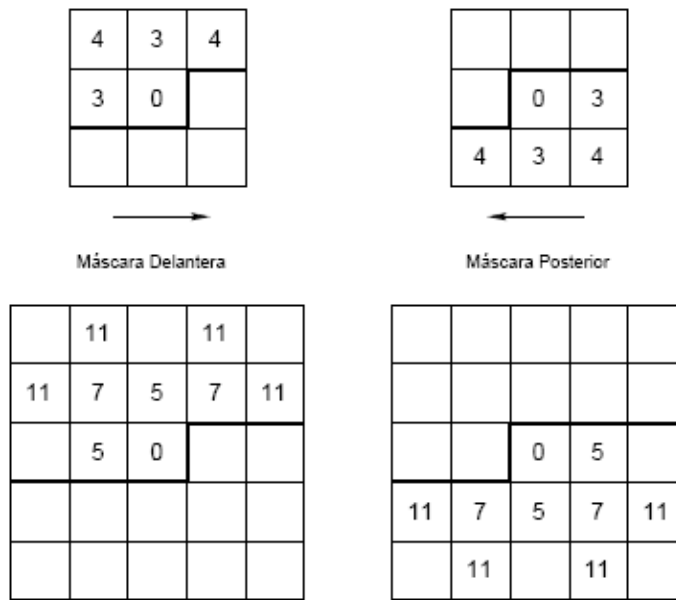 4 3 4
3 0
0 3
4 3 4
Máscara Delantera
Máscara Posterior
11 11
11 7 5 7 11
5 0
0 5
11 7 5 7 11
11 11